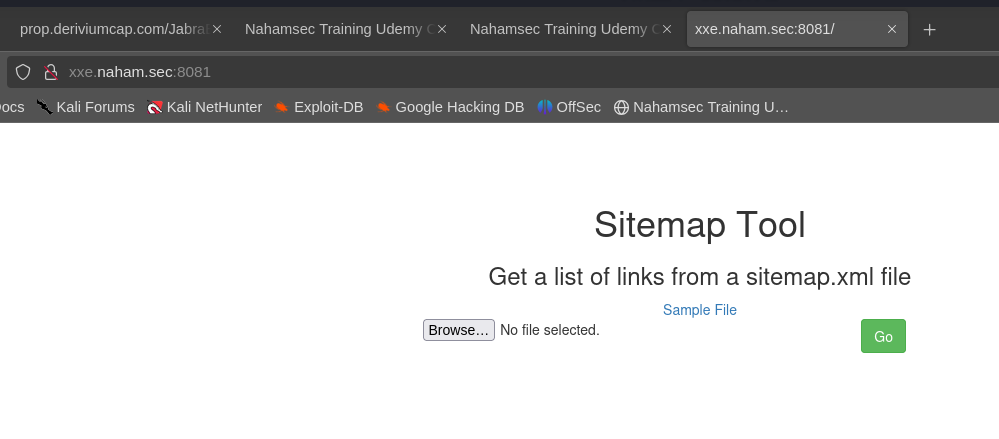 prop.deriviumcap.com/Jabrai Nahamsec Training Udemy C Nahamsec Training Udemy C xxe.naham.sec:8081/
xxe.naham.sec:8081
ocs Kali Forums Kali NetHunter Exploit-DB Google Hacking DB OffSec Nahamsec Training U…
Sitemap Tool
Get a list of links from a sitemap.xml file
Sample File
Browse… No file selected. Go